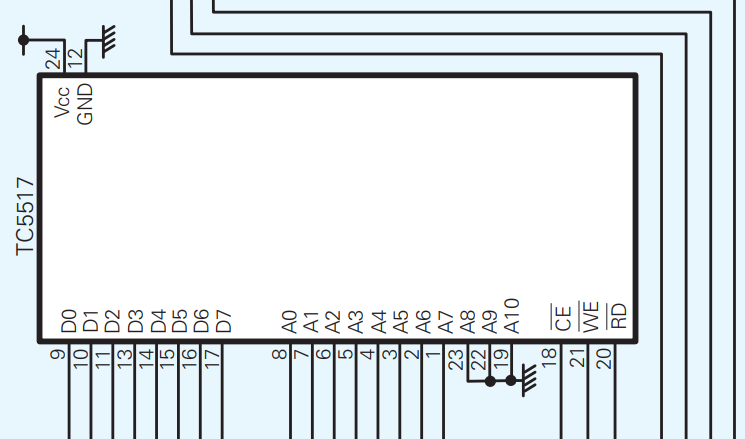 24 12
Vcc GND
TC5517
D0 D1 D2 D3 D4 D5 D6 D7 A0 A1 A2 A3 A4 A5 A6 A7 A8 A9 A10 CE WE RD
9 10 11 13 14 15 16 17 8 7 6 5 4 3 2 1 23 22 19 18 21 20